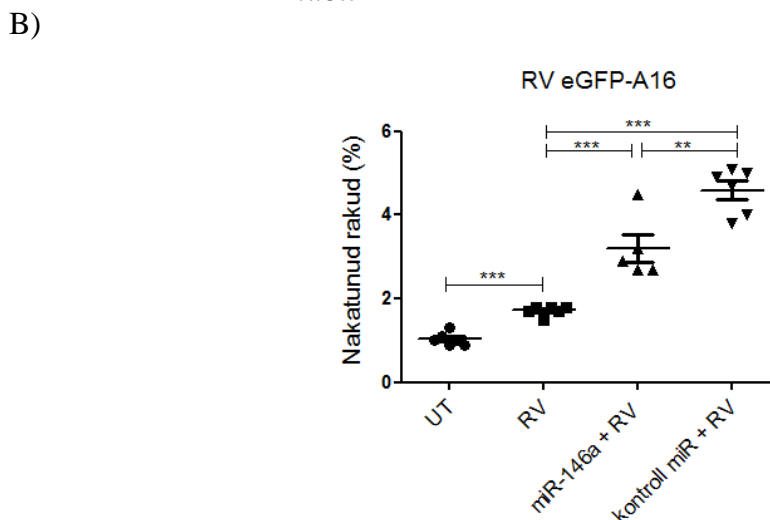 B)
RV eGFP-A16
6
***
***
**
Nakatunud rakud (%)
4
***
2
0
UT
RV
miR-146a + RV
kontroll miR + RV